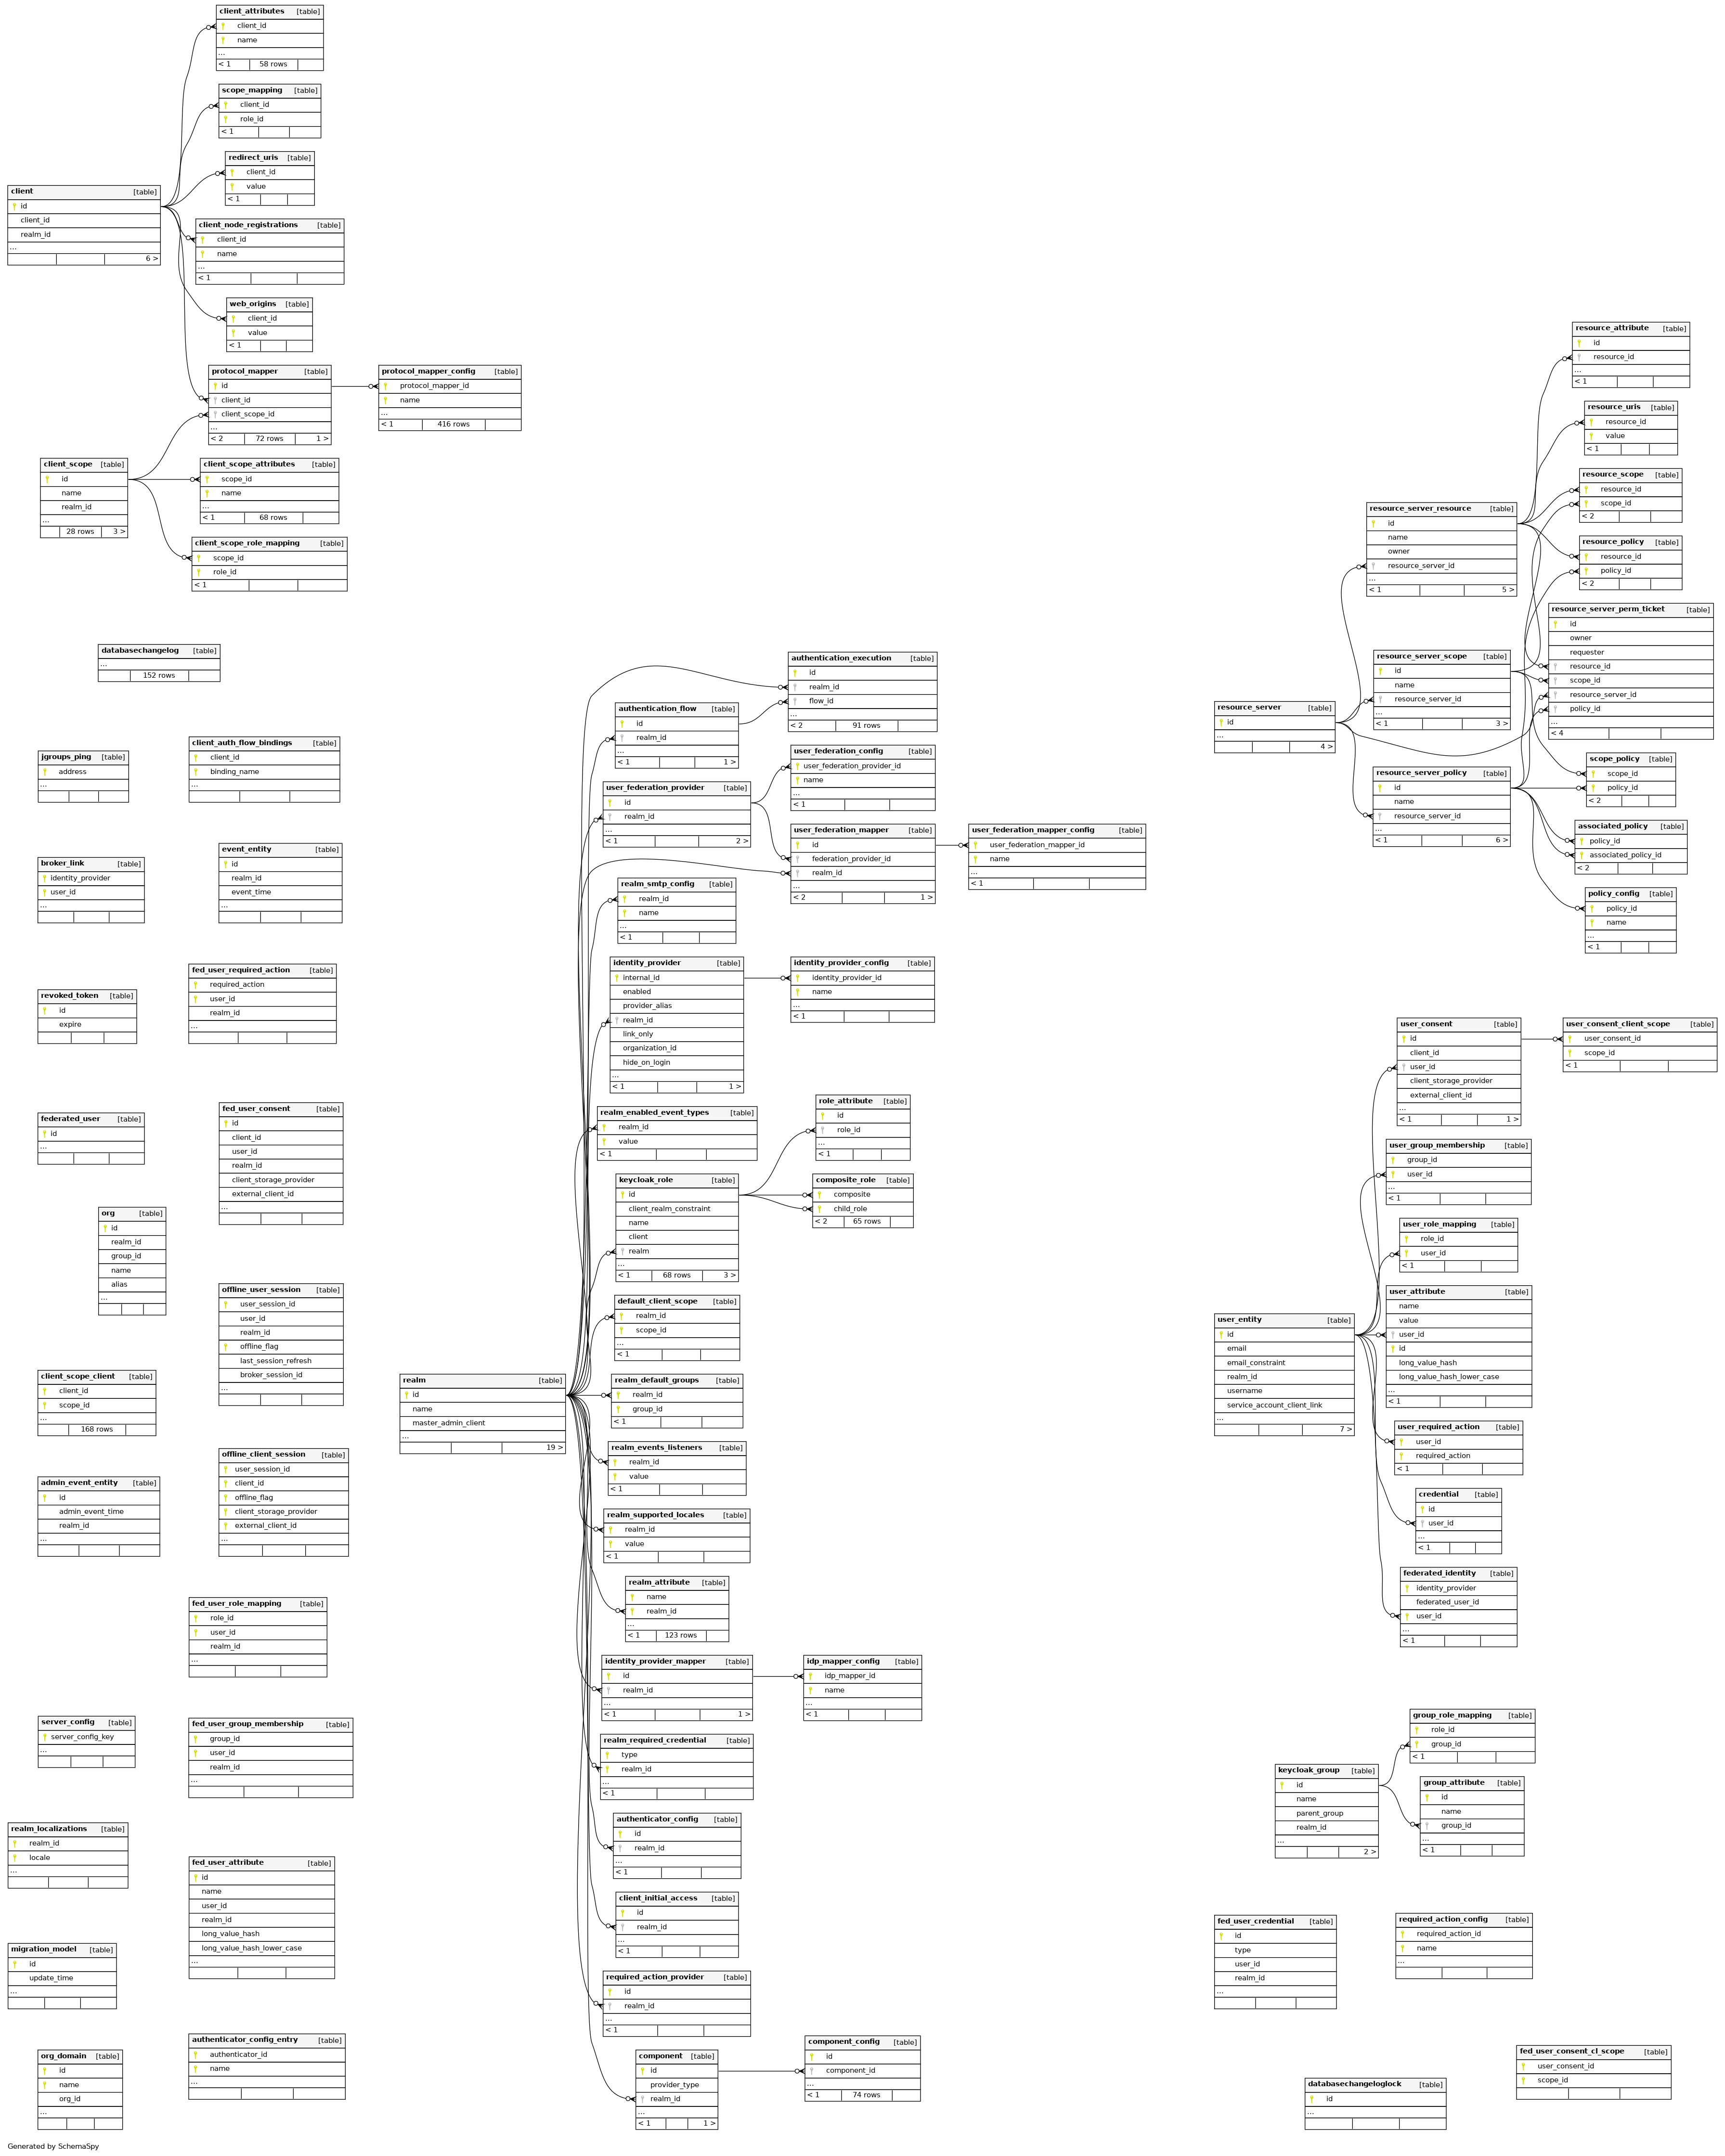 client_attributes [table]
client_id
name
...
< 1 58 rows
scope_mapping [table]
client_id
role_id
< 1
redirect_uris [table]
client_id
value
< 1
client [table]
id
client_id
realm_id
...
6 >
client_node_registrations [table]
client_id
name
...
< 1
web_origins [table]
client_id
value
< 1
protocol_mapper [table]
id
client_id
client_scope_id
...
< 2 72 rows 1 >
protocol_mapper_config [table]
protocol_mapper_id
name
...
< 1 416 rows
client_scope [table]
id
name
realm_id
...
28 rows 3 >
client_scope_attributes [table]
scope_id
name
...
< 1 68 rows
client_scope_role_mapping [table]
scope_id
role_id
< 1
databasechangelog [table]
...
152 rows
jgroups_ping [table]
address
...
client_auth_flow_bindings [table]
client_id
binding_name
...
broker_link [table]
identity_provider
user_id
...
event_entity [table]
id
realm_id
event_time
...
revoked_token [table]
id
expire
fed_user_required_action [table]
required_action
user_id
realm_id
...
federated_user [table]
id
...
fed_user_consent [table]
id
client_id
user_id
realm_id
client_storage_provider
external_client_id
...
org [table]
id
realm_id
group_id
name
alias
...
offline_user_session [table]
user_session_id
user_id
realm_id
offline_flag
last_session_refresh
broker_session_id
...
client_scope_client [table]
client_id
scope_id
...
168 rows
offline_client_session [table]
user_session_id
client_id
offline_flag
client_storage_provider
external_client_id
...
admin_event_entity [table]
id
admin_event_time
realm_id
...
fed_user_role_mapping [table]
role_id
user_id
realm_id
...
server_config [table]
server_config_key
...
fed_user_group_membership [table]
group_id
user_id
realm_id
...
realm_localizations [table]
realm_id
locale
...
fed_user_attribute [table]
id
name
user_id
realm_id
long_value_hash
long_value_hash_lower_case
...
migration_model [table]
id
update_time
...
authenticator_config_entry [table]
authenticator_id
name
...
org_domain [table]
id
name
org_id
...
realm [table]
id
name
master_admin_client
...
19 >
authentication_execution [table]
id
realm_id
flow_id
...
< 2 91 rows
authentication_flow [table]
id
realm_id
...
< 1 1 >
user_federation_config [table]
user_federation_provider_id
name
...
< 1
user_federation_provider [table]
id
realm_id
...
< 1 2 >
user_federation_mapper [table]
id
federation_provider_id
realm_id
...
< 2 1 >
user_federation_mapper_config [table]
user_federation_mapper_id
name
...
< 1
realm_smtp_config [table]
realm_id
name
...
< 1
identity_provider [table]
internal_id
enabled
provider_alias
realm_id
link_only
organization_id
hide_on_login
...
< 1 1 >
identity_provider_config [table]
identity_provider_id
name
...
< 1
realm_enabled_event_types [table]
realm_id
value
< 1
role_attribute [table]
id
role_id
...
< 1
keycloak_role [table]
id
client_realm_constraint
name
client
realm
...
< 1 68 rows 3 >
composite_role [table]
composite
child_role
< 2 65 rows
default_client_scope [table]
realm_id
scope_id
...
< 1
realm_default_groups [table]
realm_id
group_id
< 1
realm_events_listeners [table]
realm_id
value
< 1
realm_supported_locales [table]
realm_id
value
< 1
realm_attribute [table]
name
realm_id
...
< 1 123 rows
identity_provider_mapper [table]
id
realm_id
...
< 1 1 >
idp_mapper_config [table]
idp_mapper_id
name
...
< 1
realm_required_credential [table]
type
realm_id
...
< 1
authenticator_config [table]
id
realm_id
...
< 1
client_initial_access [table]
id
realm_id
...
< 1
required_action_provider [table]
id
realm_id
...
< 1
component [table]
id
provider_type
realm_id
...
< 1 1 >
component_config [table]
id
component_id
...
< 1 74 rows
resource_attribute [table]
id
resource_id
...
< 1
resource_uris [table]
resource_id
value
< 1
resource_scope [table]
resource_id
scope_id
< 2
resource_server_resource [table]
id
name
owner
resource_server_id
...
< 1 5 >
resource_policy [table]
resource_id
policy_id
< 2
resource_server_perm_ticket [table]
id
owner
requester
resource_id
scope_id
resource_server_id
policy_id
...
< 4
resource_server_scope [table]
id
name
resource_server_id
...
< 1 3 >
resource_server [table]
id
...
4 >
resource_server_policy [table]
id
name
resource_server_id
...
< 1 6 >
scope_policy [table]
scope_id
policy_id
< 2
associated_policy [table]
policy_id
associated_policy_id
< 2
policy_config [table]
policy_id
name
...
< 1
user_consent [table]
id
client_id
user_id
client_storage_provider
external_client_id
...
< 1 1 >
user_consent_client_scope [table]
user_consent_id
scope_id
< 1
user_group_membership [table]
group_id
user_id
...
< 1
user_role_mapping [table]
role_id
user_id
< 1
user_entity [table]
id
email
email_constraint
realm_id
username
service_account_client_link
...
7 >
user_attribute [table]
name
value
user_id
id
long_value_hash
long_value_hash_lower_case
...
< 1
user_required_action [table]
user_id
required_action
< 1
credential [table]
id
user_id
...
< 1
federated_identity [table]
identity_provider
federated_user_id
user_id
...
< 1
group_role_mapping [table]
role_id
group_id
< 1
keycloak_group [table]
id
name
parent_group
realm_id
...
2 >
group_attribute [table]
id
name
group_id
...
< 1
fed_user_credential [table]
id
type
user_id
realm_id
...
required_action_config [table]
required_action_id
name
...
fed_user_consent_cl_scope [table]
user_consent_id
scope_id
databasechangeloglock [table]
id
...
Generated by SchemaSpy